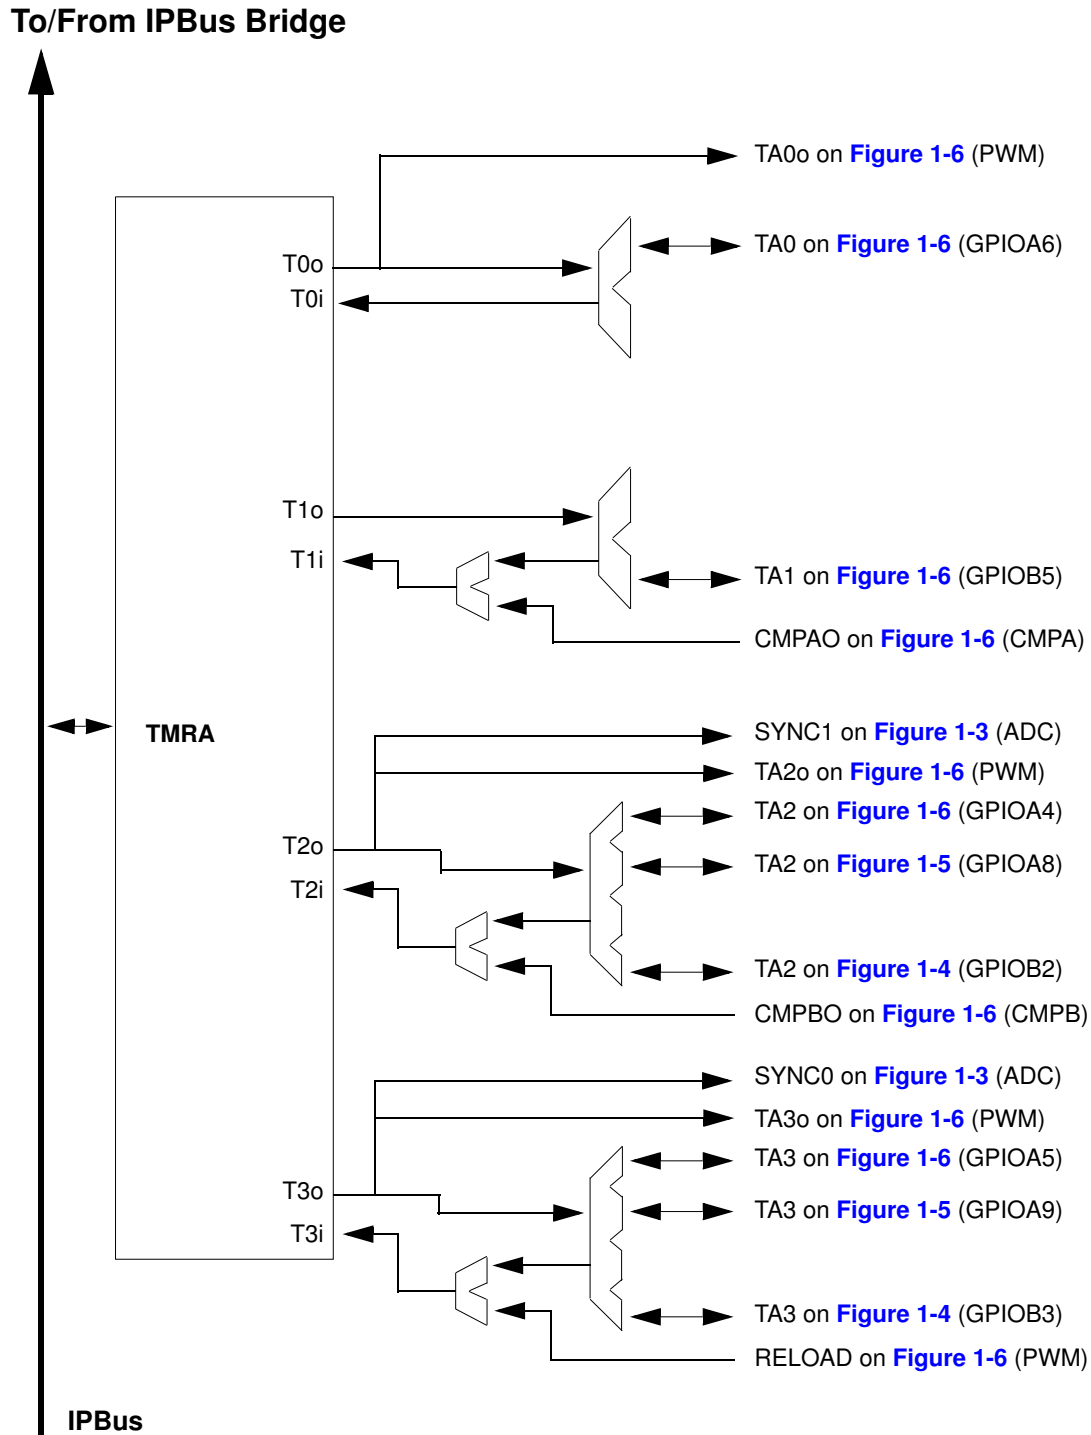 To/From IPBus Bridge
TA0o on Figure 1-6 (PWM)
TA0 on Figure 1-6 (GPIOA6)
T0o
T0i
T1o
T1i
TA1 on Figure 1-6 (GPIOB5)
CMPAO on Figure 1-6 (CMPA)
TMRA
SYNC1 on Figure 1-3 (ADC)
TA2o on Figure 1-6 (PWM)
TA2 on Figure 1-6 (GPIOA4)
T2o
TA2 on Figure 1-5 (GPIOA8)
T2i
TA2 on Figure 1-4 (GPIOB2)
CMPBO on Figure 1-6 (CMPB)
SYNC0 on Figure 1-3 (ADC)
TA3o on Figure 1-6 (PWM)
TA3 on Figure 1-6 (GPIOA5)
T3o
TA3 on Figure 1-5 (GPIOA9)
T3i
TA3 on Figure 1-4 (GPIOB3)
RELOAD on Figure 1-6 (PWM)
IPBus